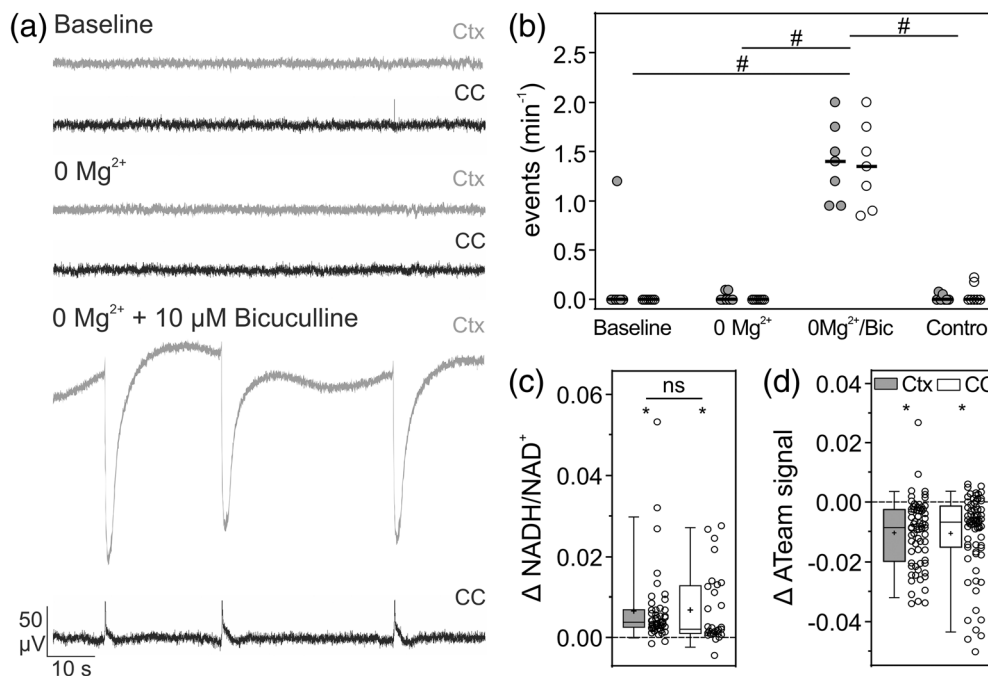 (a) Baseline
Ctx
CC
0 Mg²⁺
Ctx
CC
0 Mg²⁺ + 10 µM Bicuculline
Ctx
CC
50
µV
10 s
(b)
#
#
#
events (min⁻¹)
2.5
2.0
1.5
1.0
0.5
0.0
Baseline
0 Mg²⁺
0Mg²⁺/Bic
Control
(c)
ns
* *
Δ NADH/NAD⁺
0.06
0.04
0.02
0.00
(d)
Ctx CC
* *
Δ ATeam signal
0.04
0.02
0.00
-0.02
-0.04